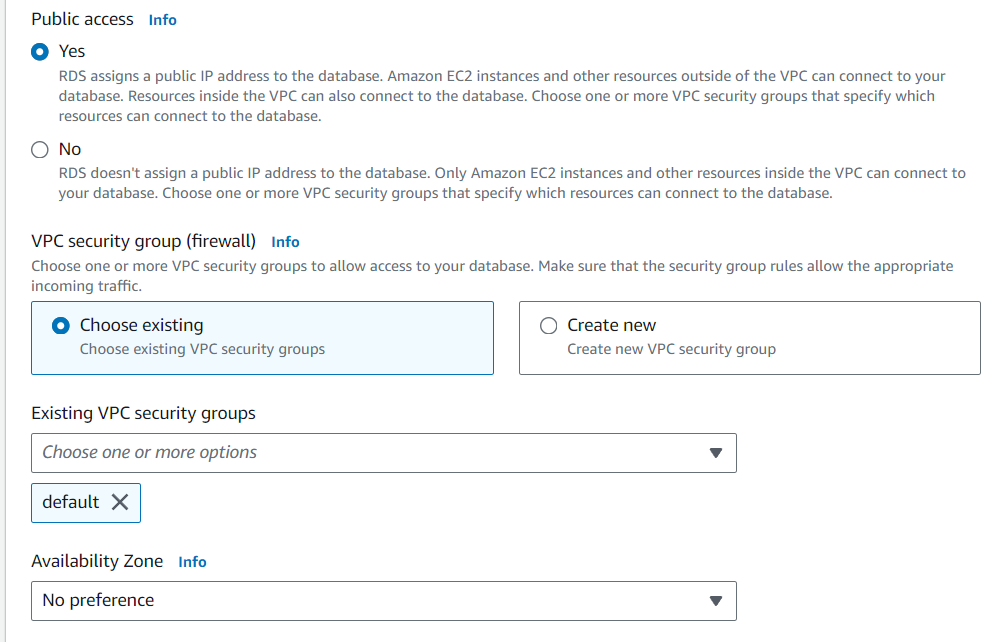 Public access Info
Yes
RDS assigns a public IP address to the database. Amazon EC2 instances and other resources outside of the VPC can connect to your
database. Resources inside the VPC can also connect to the database. Choose one or more VPC security groups that specify which
resources can connect to the database.
No
RDS doesn't assign a public IP address to the database. Only Amazon EC2 instances and other resources inside the VPC can connect to
your database. Choose one or more VPC security groups that specify which resources can connect to the database.
VPC security group (firewall) Info
Choose one or more VPC security groups to allow access to your database. Make sure that the security group rules allow the appropriate
incoming traffic.
Choose existing
Choose existing VPC security groups
Create new
Create new VPC security group
Existing VPC security groups
Choose one or more options
default
Availability Zone Info
No preference